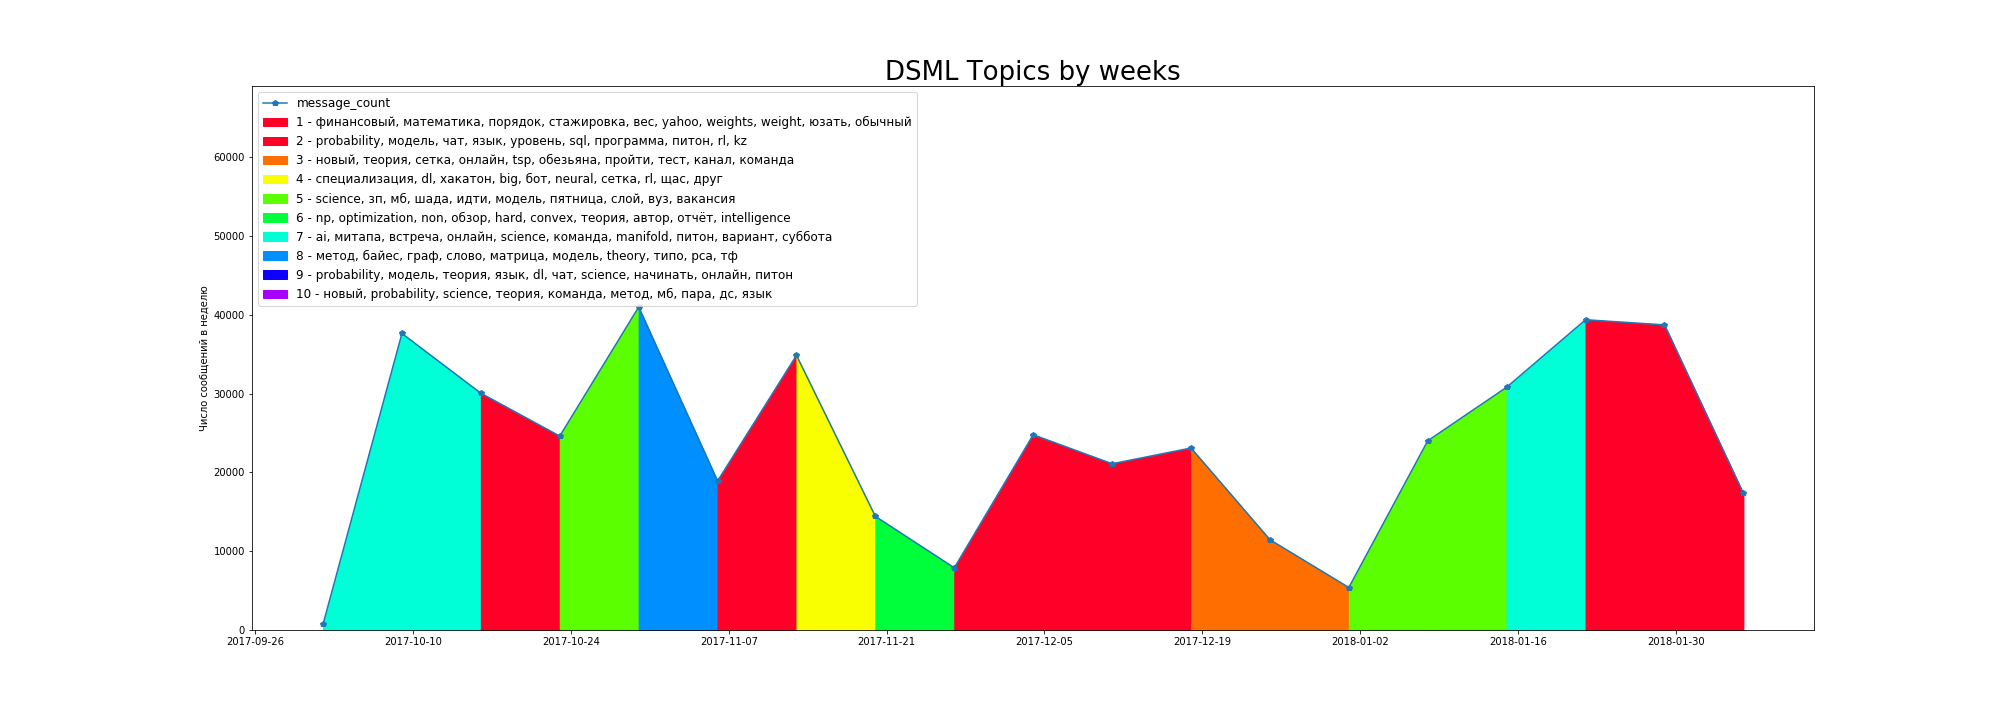 DSML Topics by weeks
message_count
1 - финансовый, математика, порядок, стажировка, вес, yahoo, weights, weight, юзать, обычный
2 - probability, модель, чат, язык, уровень, sql, программа, питон, rl, kz
3 - новый, теория, сетка, онлайн, tsp, обезьяна, пройти, тест, канал, команда
4 - специализация, dl, хакатон, big, бот, neural, сетка, rl, щас, друг
5 - science, зп, мб, шада, идти, модель, пятница, слой, вуз, вакансия
6 - np, optimization, non, обзор, hard, convex, теория, автор, отчёт, intelligence
7 - ai, митапа, встреча, онлайн, science, команда, manifold, питон, вариант, суббота
8 - метод, байес, граф, слово, матрица, модель, theory, типо, pca, тф
9 - probability, модель, теория, язык, dl, чат, science, начинать, онлайн, питон
10 - новый, probability, science, теория, команда, метод, мб, пара, дс, язык
Число сообщений в неделю
60000
50000
40000
30000
20000
10000
0
2017-09-26 2017-10-10 2017-10-24 2017-11-07 2017-11-21 2017-12-05 2017-12-19 2018-01-02 2018-01-16 2018-01-30